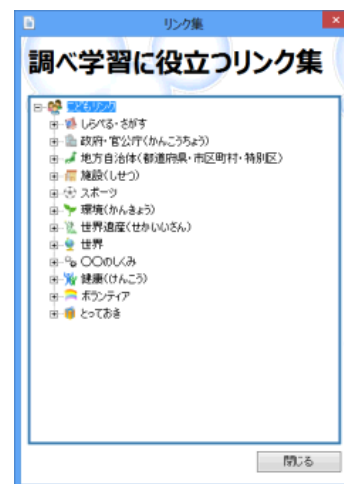 リンク集
調べ学習に役立つリンク集
こどもリンク
しらべる・さがす
政府・官公庁(かんこうちょう)
地方自治体(都道府県・市区町村・特別区)
施設(しせつ)
スポーツ
環境(かんきょう)
世界遺産(せかいいさん)
世界
〇〇のしくみ
健康(けんこう)
ボランティア
とっておき
閉じる